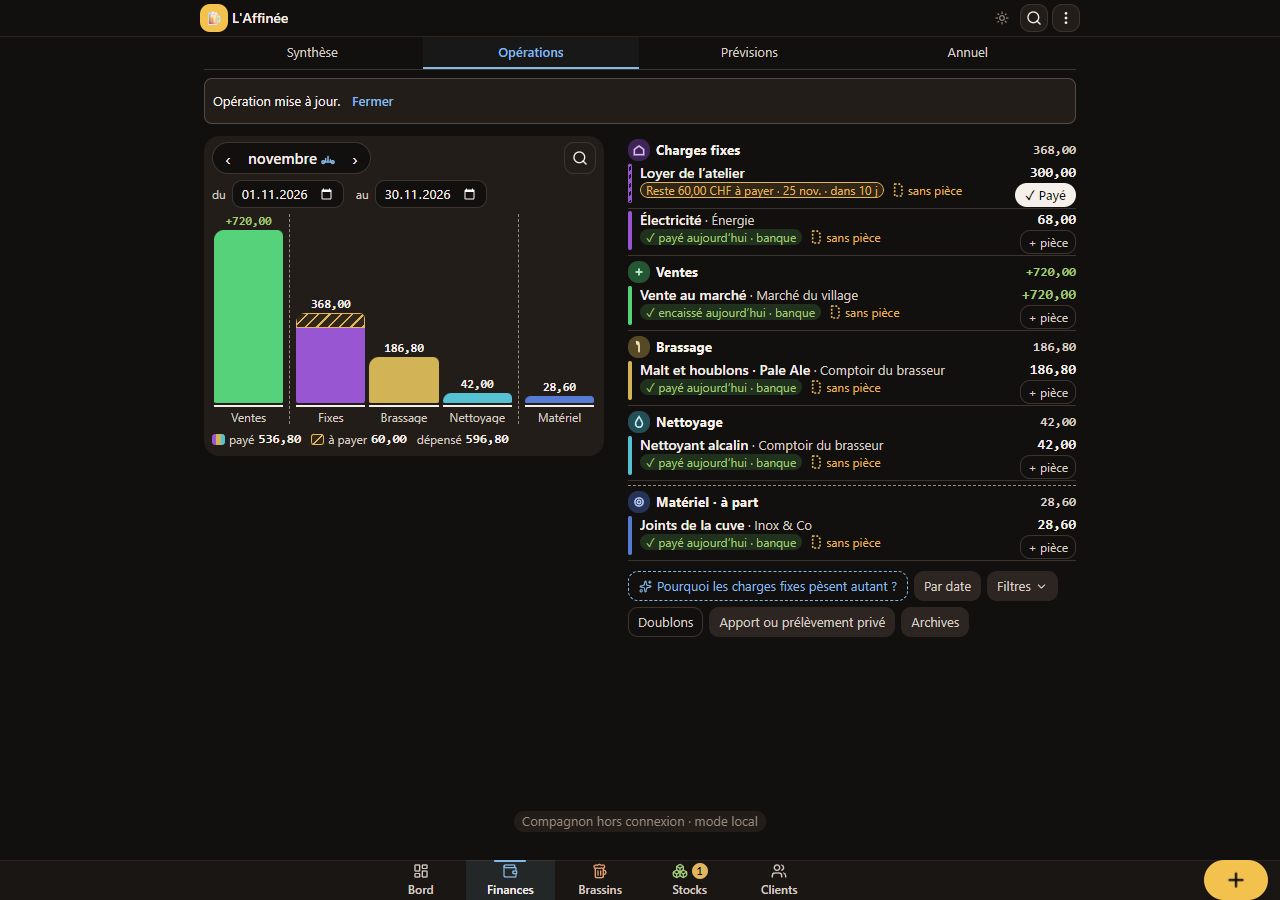 L'Affinée
Synthèse Opérations Prévisions Annuel
Opération mise à jour. Fermer
‹ novembre ›
du 01.11.2026 au 30.11.2026
+720,00
368,00
186,80
42,00
28,60
Ventes Fixes Brassage Nettoyage Matériel
payé 536,80 à payer 60,00 dépensé 596,80
Charges fixes 368,00
Loyer de l’atelier 300,00
Reste 60,00 CHF à payer · 25 nov. · dans 10 j sans pièce ✓ Payé
Électricité · Énergie 68,00
✓ payé aujourd’hui · banque sans pièce + pièce
Ventes +720,00
Vente au marché · Marché du village +720,00
✓ encaissé aujourd’hui · banque sans pièce + pièce
Brassage 186,80
Malt et houblons · Pale Ale · Comptoir du brasseur 186,80
✓ payé aujourd’hui · banque sans pièce + pièce
Nettoyage 42,00
Nettoyant alcalin · Comptoir du brasseur 42,00
✓ payé aujourd’hui · banque sans pièce + pièce
Matériel · à part 28,60
Joints de la cuve · Inox & Co 28,60
✓ payé aujourd’hui · banque sans pièce + pièce
Pourquoi les charges fixes pèsent autant ? Par date Filtres
Doublons Apport ou prélèvement privé Archives
Compagnon hors connexion · mode local
1
Bord Finances Brassins Stocks Clients
+